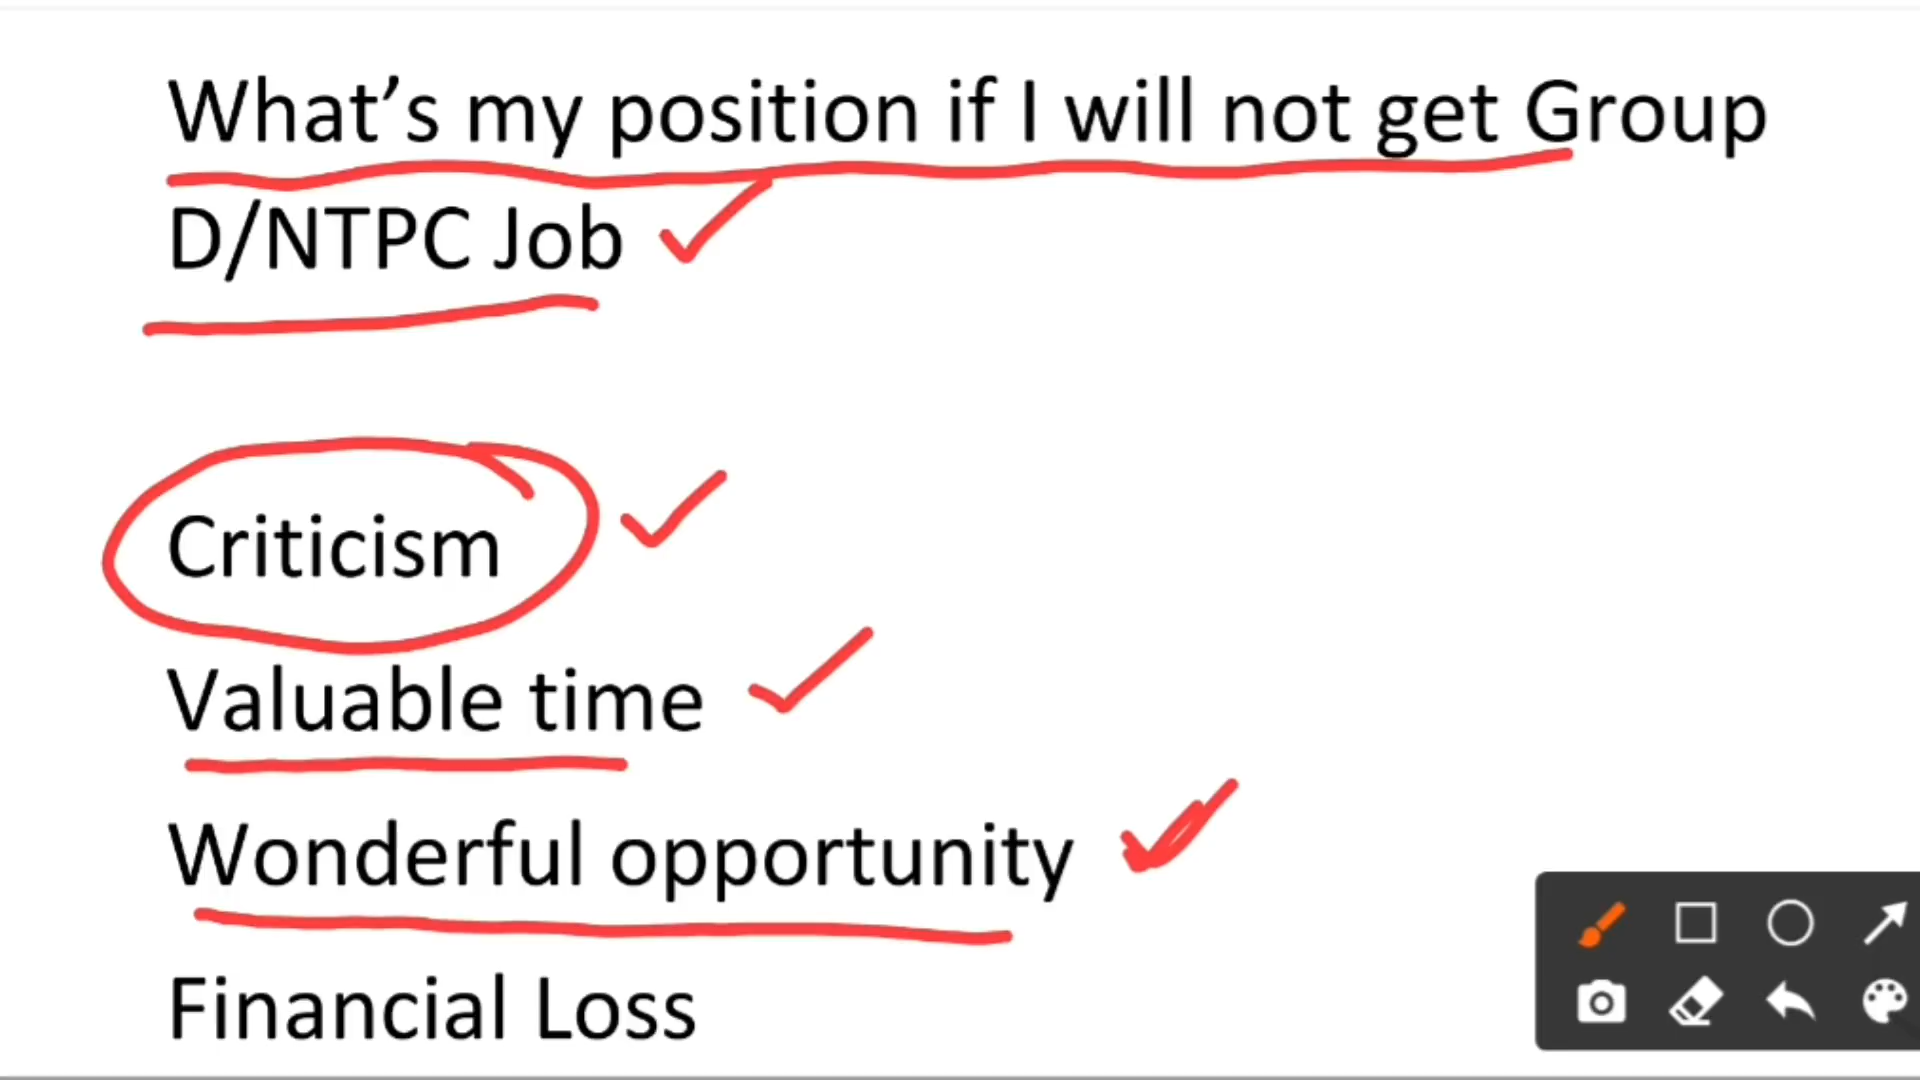 What's my position if I will not get Group
D/NTPC Job
Criticism
Valuable time
Wonderful opportunity
Financial Loss